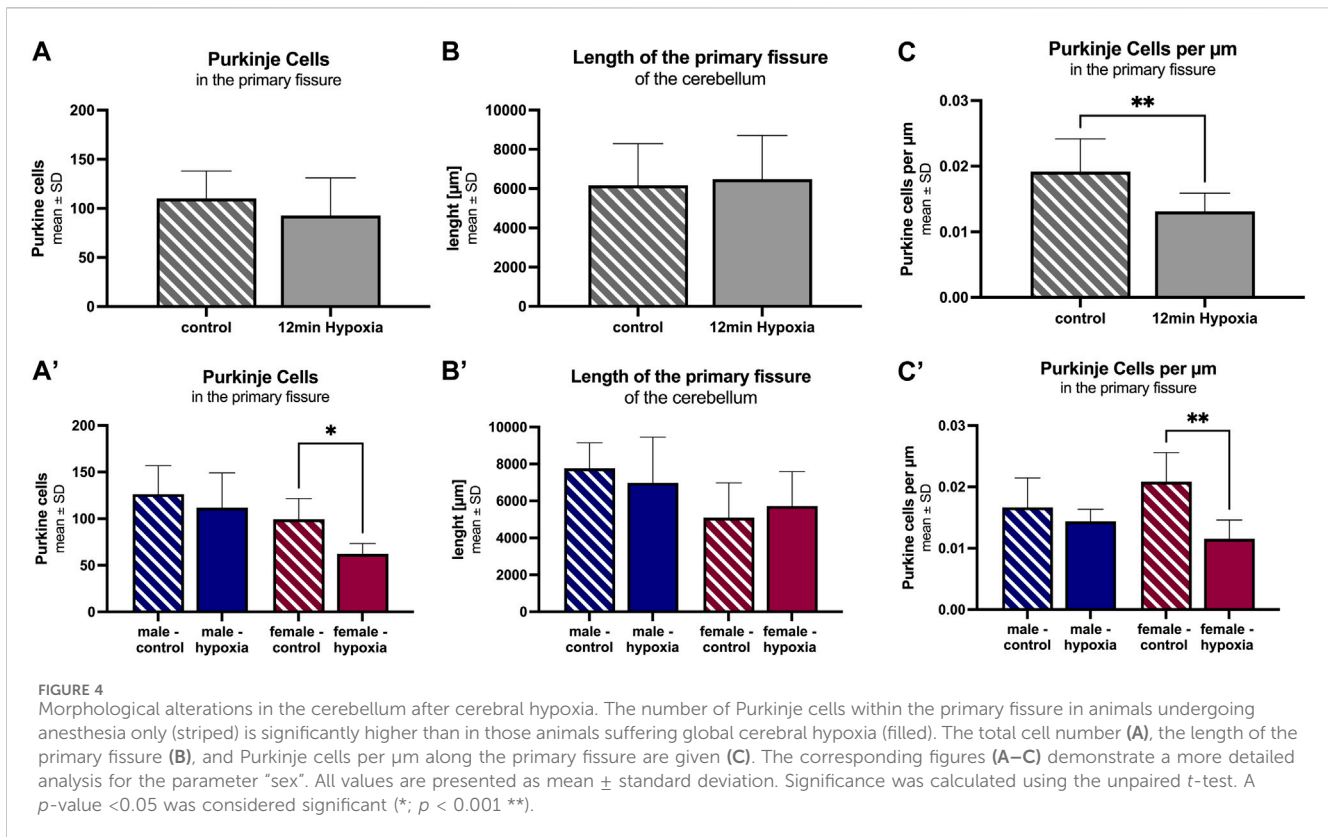 A
Purkinje Cells
in the primary fissure
Purkine cells
mean ± SD
200
150
100
50
0
control
12min Hypoxia
B
Length of the primary fissure
of the cerebellum
lenght [µm]
mean ± SD
10000
8000
6000
4000
2000
0
control
12min Hypoxia
C
Purkinje Cells per µm
in the primary fissure
Purkine cells per µm
mean ± SD
0.03
0.02
0.01
0.00
**
control
12min Hypoxia
A’
Purkinje Cells
in the primary fissure
Purkine cells
mean ± SD
200
150
100
50
0
*
male -
control
male -
hypoxia
female -
control
female -
hypoxia
B’
Length of the primary fissure
of the cerebellum
lenght [µm]
mean ± SD
10000
8000
6000
4000
2000
0
male -
control
male -
hypoxia
female -
control
female -
hypoxia
C’
Purkinje Cells per µm
in the primary fissure
Purkine cells per µm
mean ± SD
0.03
0.02
0.01
0.00
**
male -
control
male -
hypoxia
female -
control
female -
hypoxia
FIGURE 4
Morphological alterations in the cerebellum after cerebral hypoxia. The number of Purkinje cells within the primary fissure in animals undergoing
anesthesia only (striped) is significantly higher than in those suffering global cerebral hypoxia (filled). The total cell number (A), the length of the
primary fissure (B), and Purkinje cells per µm along the primary fissure are given (C). The corresponding figures (A–C) demonstrate a more detailed
analysis for the parameter “sex”. All values are presented as mean ± standard deviation. Significance was calculated using the unpaired t-test. A
p-value <0.05 was considered significant (*; p < 0.001 **).